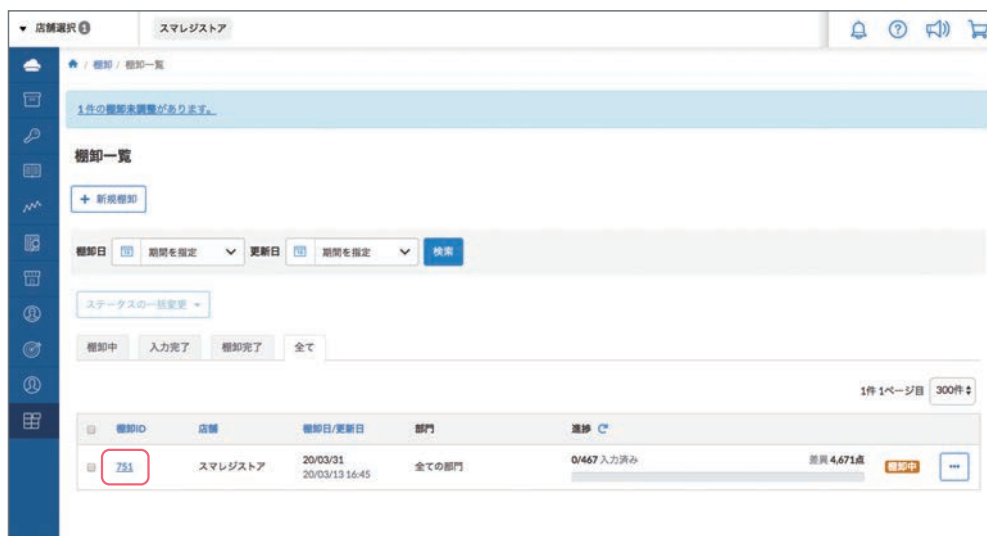 店舗選択 1 スマレジストア
/ 棚卸 / 棚卸一覧
1件の棚卸未調整があります。
棚卸一覧
+ 新規棚卸
棚卸日 期間を指定 更新日 期間を指定 検索
ステータスの一括変更
棚卸中 入力完了 棚卸完了 全て
1件 1ページ目 300件
棚卸ID 店舗 棚卸日/更新日 部門 進捗
751 スマレジストア 20/03/31 全ての部門 0/467 入力済み 差異 4,671点 棚卸中
20/03/13 16:45